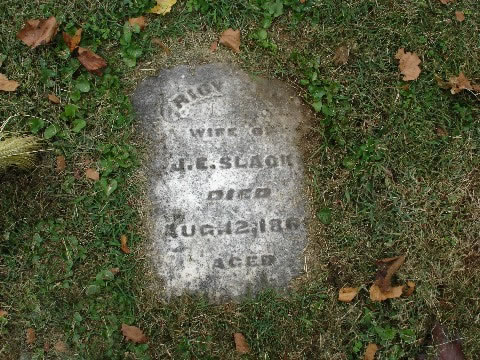 WIFE OF
J.E. SLACK
DIED
AUG. 12, 186
AGED